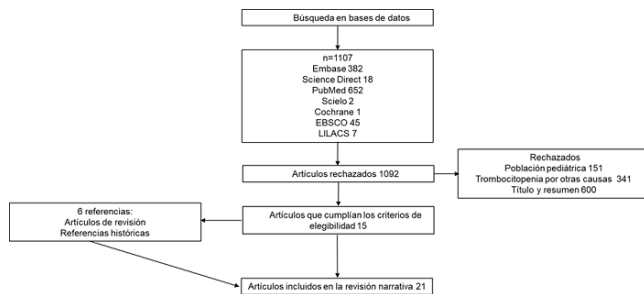 Búsqueda en bases de datos
n=1107
Embase 382
Science Direct 18
PubMed 652
Scielo 2
Cochrane 1
EBSCO 45
LILACS 7
Artículos rechazados 1092
Rechazados
Población pediátrica 151
Trombocitopenia por otras causas 341
Título y resumen 600
6 referencias:
Artículos de revisión
Referencias históricas
Artículos que cumplían los criterios de
elegibilidad 15
Artículos incluidos en la revisión narrativa 21